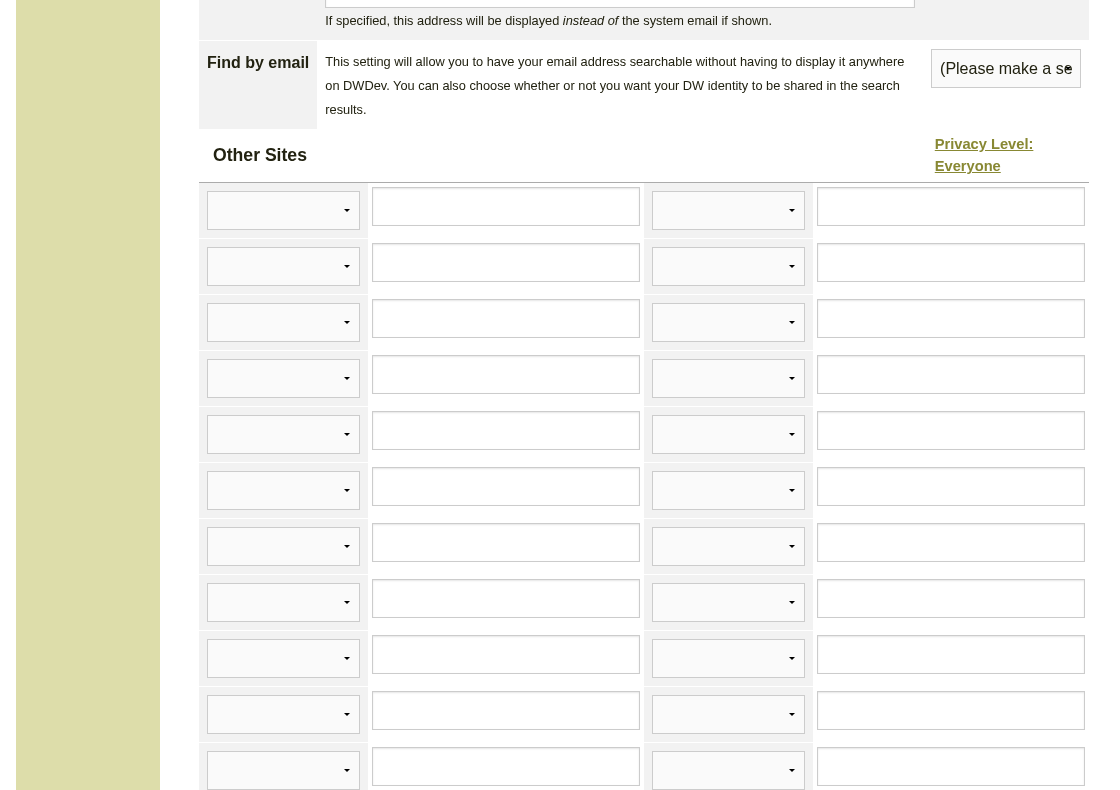 If specified, this address will be displayed instead of the system email if shown.
Find by email
This setting will allow you to have your email address searchable without having to display it anywhere
on DWDev. You can also choose whether or not you want your DW identity to be shared in the search
results.
(Please make a se
Other Sites
Privacy Level:
Everyone